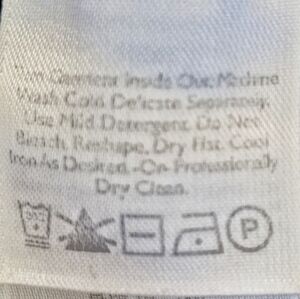 Turn Garment Inside Out. Machine
Wash Cold Delicate Separately.
Use Mild Detergent. Do Not
Bleach. Reshape. Dry Flat. Cool
Iron As Desired -Or- Professionally
Dry Clean.
P